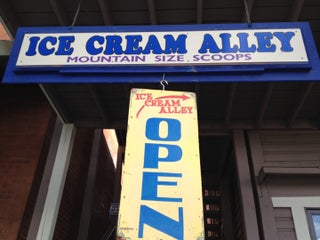 ICE CREAM ALLEY
MOUNTAIN SIZE SCOOPS
ICE CREAM
ALLEY
OPEN